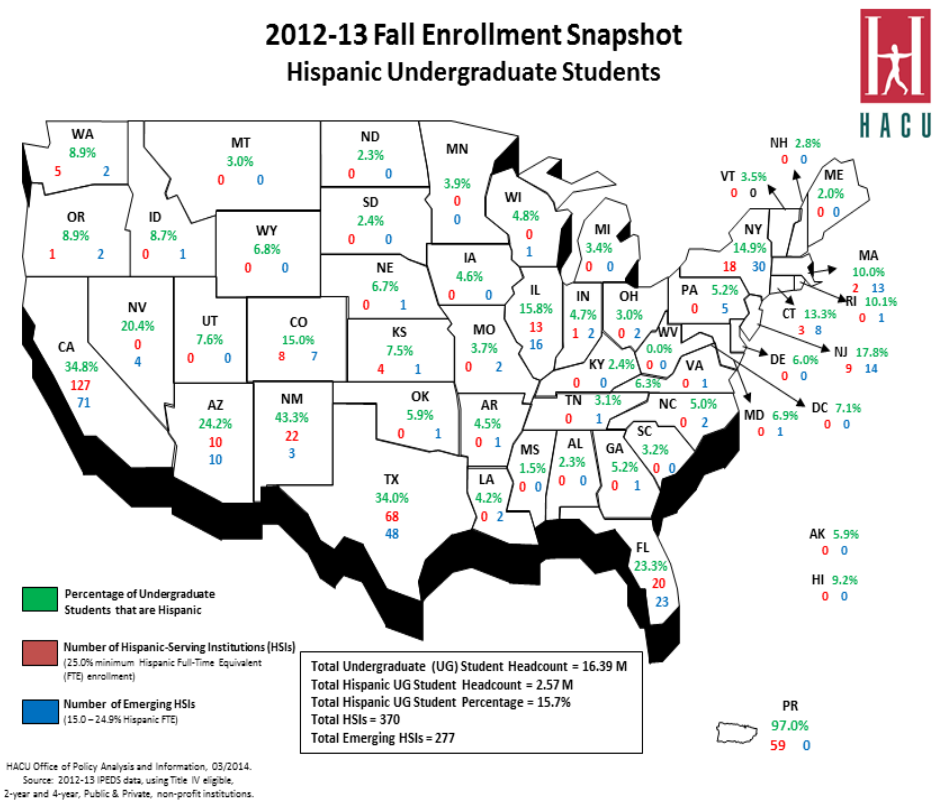 2012-13 Fall Enrollment Snapshot
Hispanic Undergraduate Students
HACU
WA
8.9%
5 2
MT
3.0%
0 0
ND
2.3%
0 0
MN
3.9%
0
0
NH 2.8%
0 0
VT 3.5%
0 0
ME
2.0%
0 0
OR
8.9%
1 2
ID
8.7%
0 1
WY
6.8%
0 0
SD
2.4%
0 0
WI
4.8%
0
1
MI
3.4%
0 0
NY
14.9%
18 30
MA
10.0%
2 13
RI 10.1%
0 1
CT 13.3%
3 8
NJ 17.8%
9 14
PA 5.2%
0 5
NV
20.4%
0
4
UT
7.6%
0 0
CO
15.0%
8 7
NE
6.7%
0 1
IA
4.6%
0 0
IL
15.8%
13
16
IN
4.7%
1 2
OH
3.0%
0 2
WV
0.0%
0 0
DE 6.0%
0 0
CA
34.8%
127
71
KS
7.5%
4 1
MO
3.7%
0 2
KY 2.4%
0 0
6.3% VA
0 1
MD 6.9%
0 1
DC 7.1%
0 0
AZ
24.2%
10
10
NM
43.3%
22
3
OK
5.9%
0 1
AR
4.5%
0 1
TN 3.1%
0 1
NC 5.0%
0 2
SC
3.2%
0 0
TX
34.0%
68
48
LA
4.2%
0 2
MS
1.5%
0 0
AL
2.3%
0 0
GA
5.2%
0 1
FL
23.3%
20
23
AK 5.9%
0 0
HI 9.2%
0 0
PR
97.0%
59 0
Percentage of Undergraduate
Students that are Hispanic
Number of Hispanic-Serving Institutions (HSIs)
(25.0% minimum Hispanic Full-Time Equivalent
(FTE) enrollment)
Number of Emerging HSIs
(15.0 – 24.9% Hispanic FTE)
Total Undergraduate (UG) Student Headcount = 16.39 M
Total Hispanic UG Student Headcount = 2.57 M
Total Hispanic UG Student Percentage = 15.7%
Total HSIs = 370
Total Emerging HSIs = 277
HACU Office of Policy Analysis and Information, 03/2014.
Source: 2012-13 IPEDS data, using Title IV eligible,
2-year and 4-year, Public & Private, non-profit institutions.